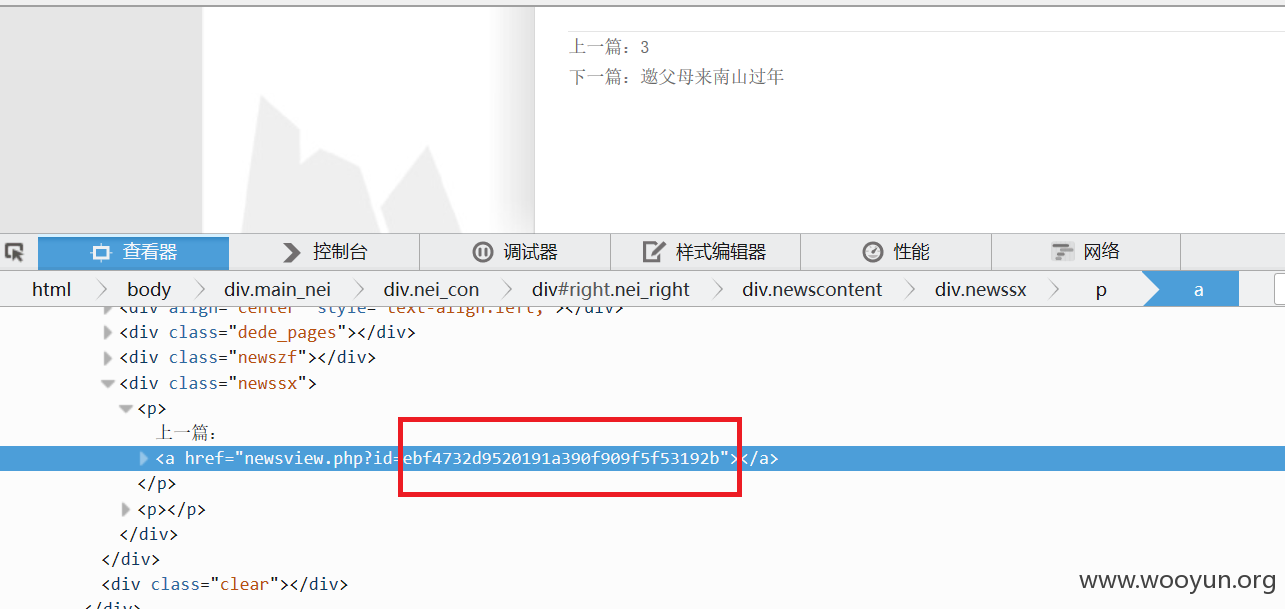 上一篇：3
下一篇：邀父母来南山过年
查看器 控制台 调试器 样式编辑器 性能 网络
html body div.main_nei div.nei_con div#right.nei_right div.newscontent div.newssx p a
<div align="center" style="text-align:left;"></div>
<div class="dede_pages"></div>
<div class="newszf"></div>
<div class="newssx">
<p>
上一篇：
<a href="newsview.php?id=ebf4732d9520191a390f909f5f53192b"></a>
</p>
<p></p>
</div>
</div>
<div class="clear"></div>
</div>
www.wooyun.org